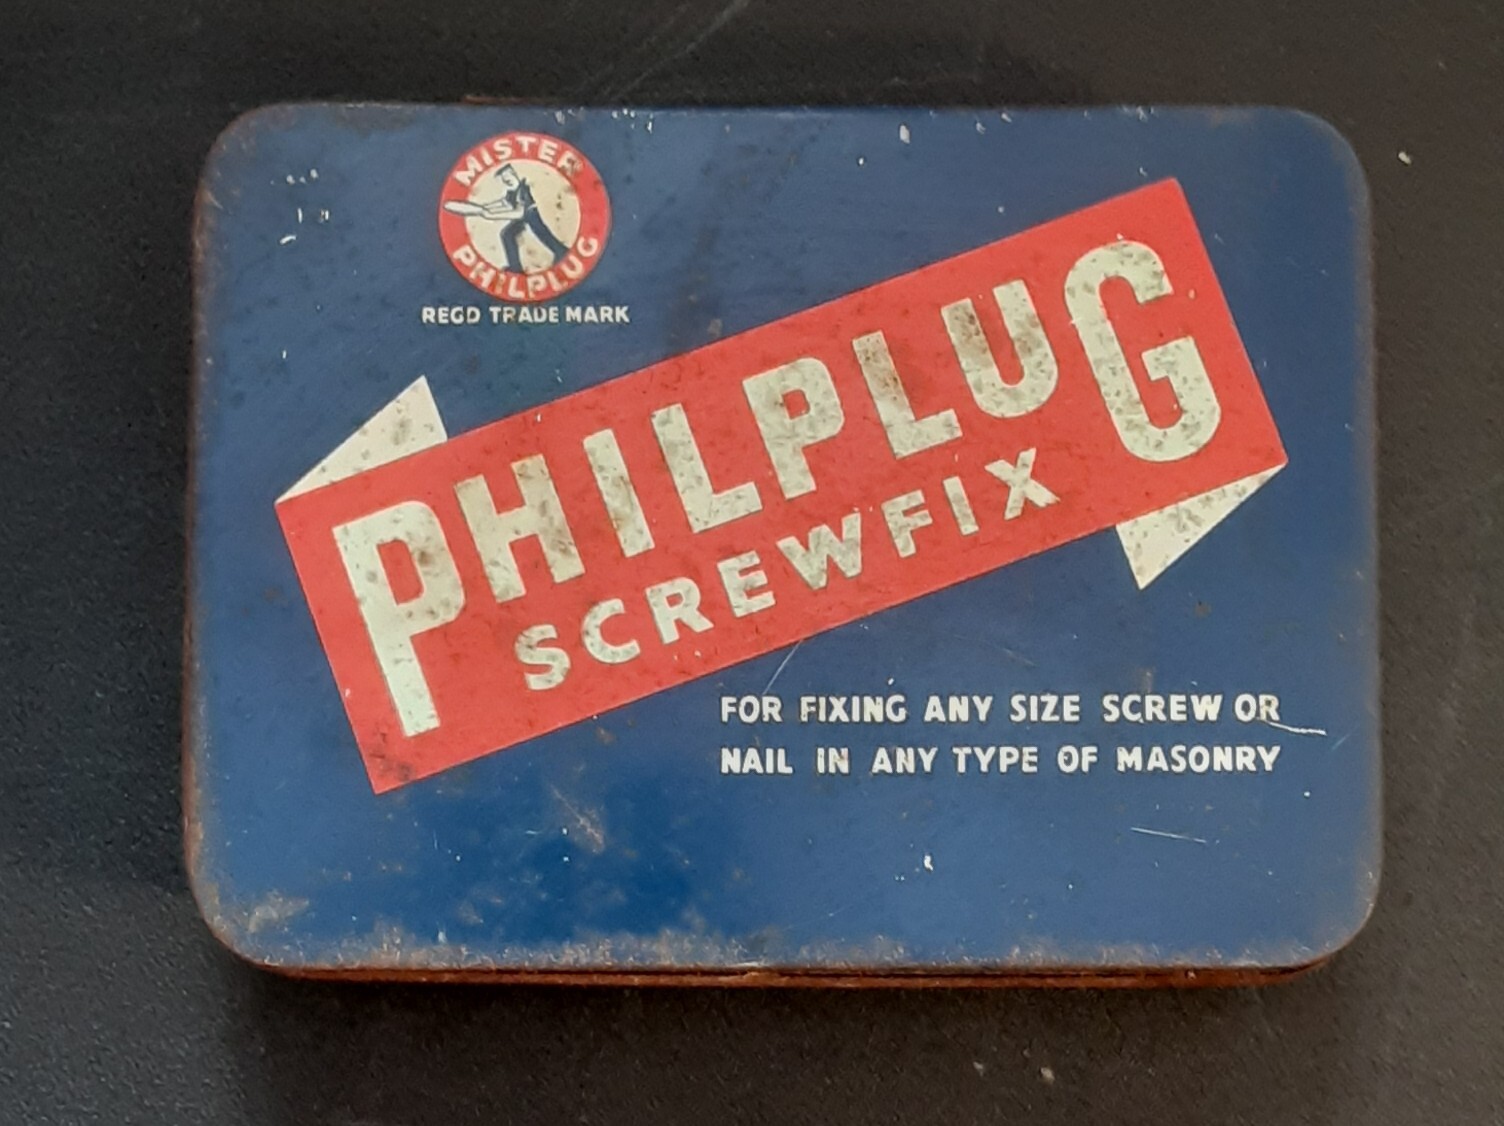 MISTER
PHILPLUG
REGD TRADE MARK
PHILPLUG
SCREWFIX
FOR FIXING ANY SIZE SCREW OR
NAIL IN ANY TYPE OF MASONRY